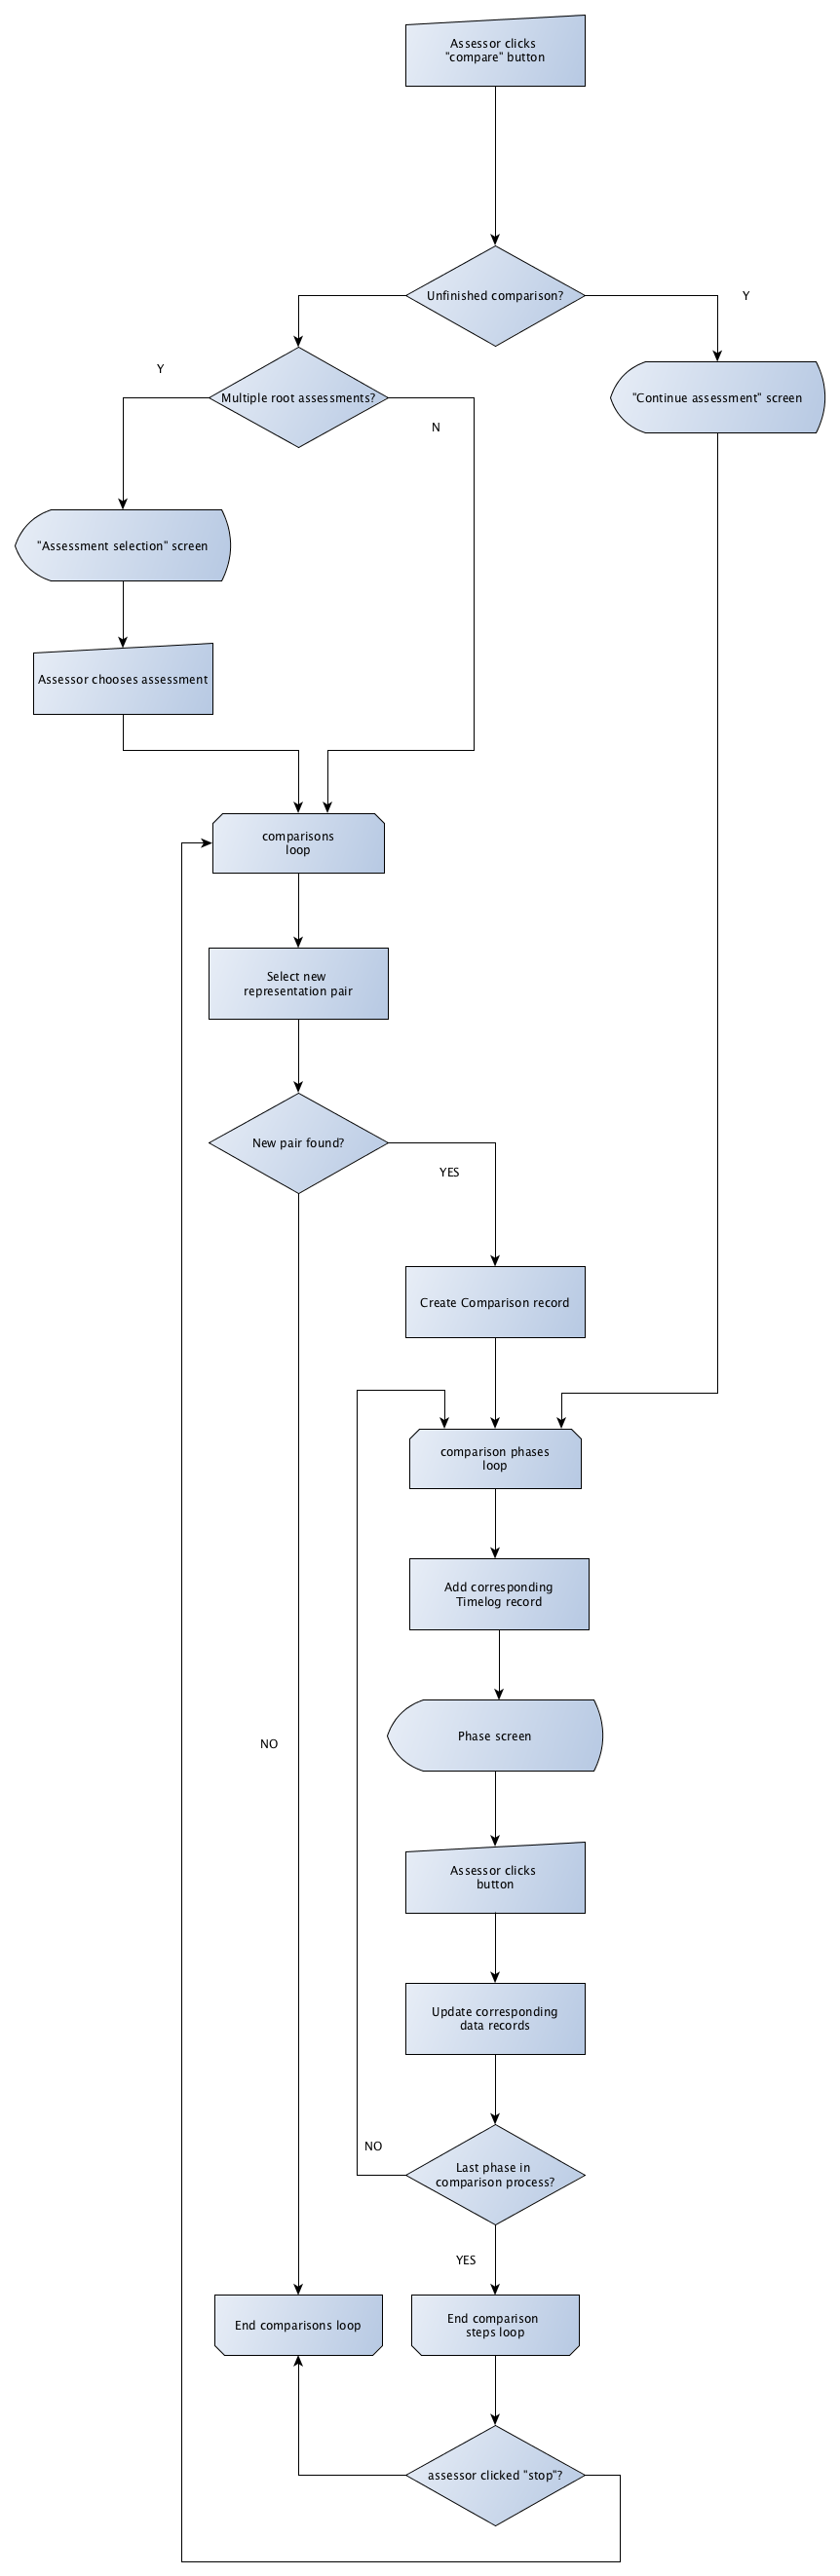 Assessor clicks
"compare" button
Unfinished comparison?
Y
Y
Multiple root assessments?
"Continue assessment" screen
N
"Assessment selection" screen
Assessor chooses assessment
comparisons
loop
Select new
representation pair
New pair found?
YES
Create Comparison record
comparison phases
loop
Add corresponding
Timelog record
Phase screen
NO
Assessor clicks
button
Update corresponding
data records
NO
Last phase in
comparison process?
YES
End comparisons loop
End comparison
steps loop
assessor clicked "stop"?